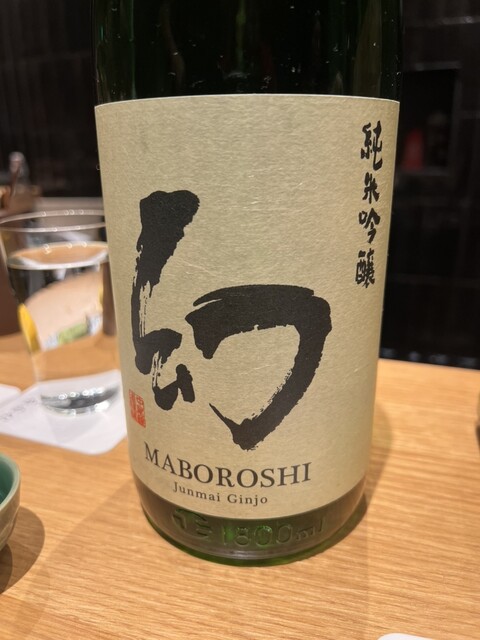 純米吟醸
幻
MABOROSHI
Junmai Ginjo
1800ml